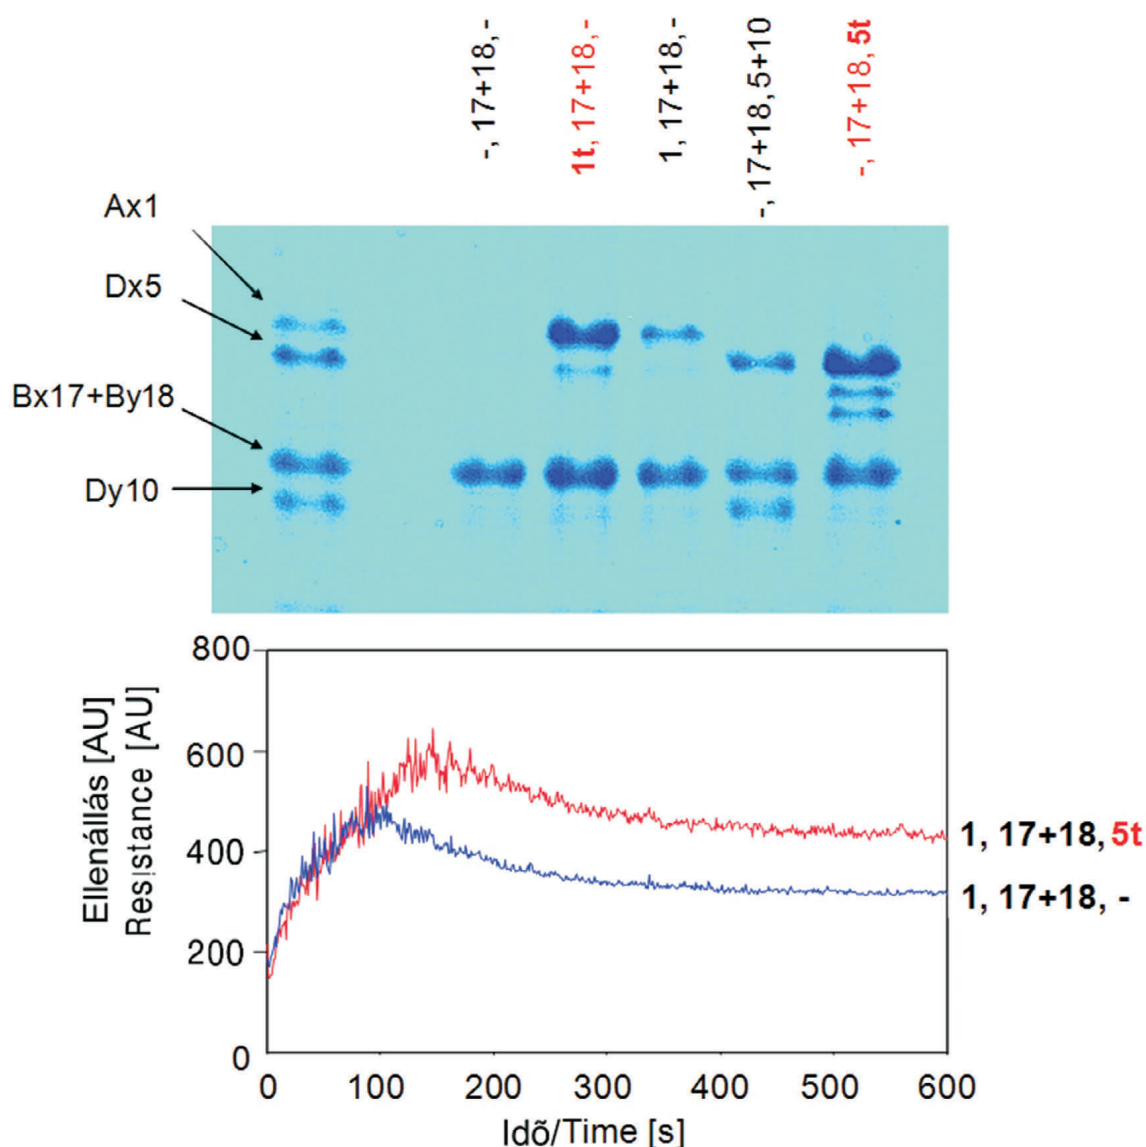 -, 17+18, -
1t, 17+18, -
1, 17+18, -
-, 17+18, 5+10
-, 17+18, 5t
Ax1
Dx5
Bx17+By18
Dy10
Ellenállás [AU]
Resistance [AU]
800
600
400
200
0
1, 17+18, 5t
1, 17+18, -
0 100 200 300 400 500 600
Idõ/Time [s]